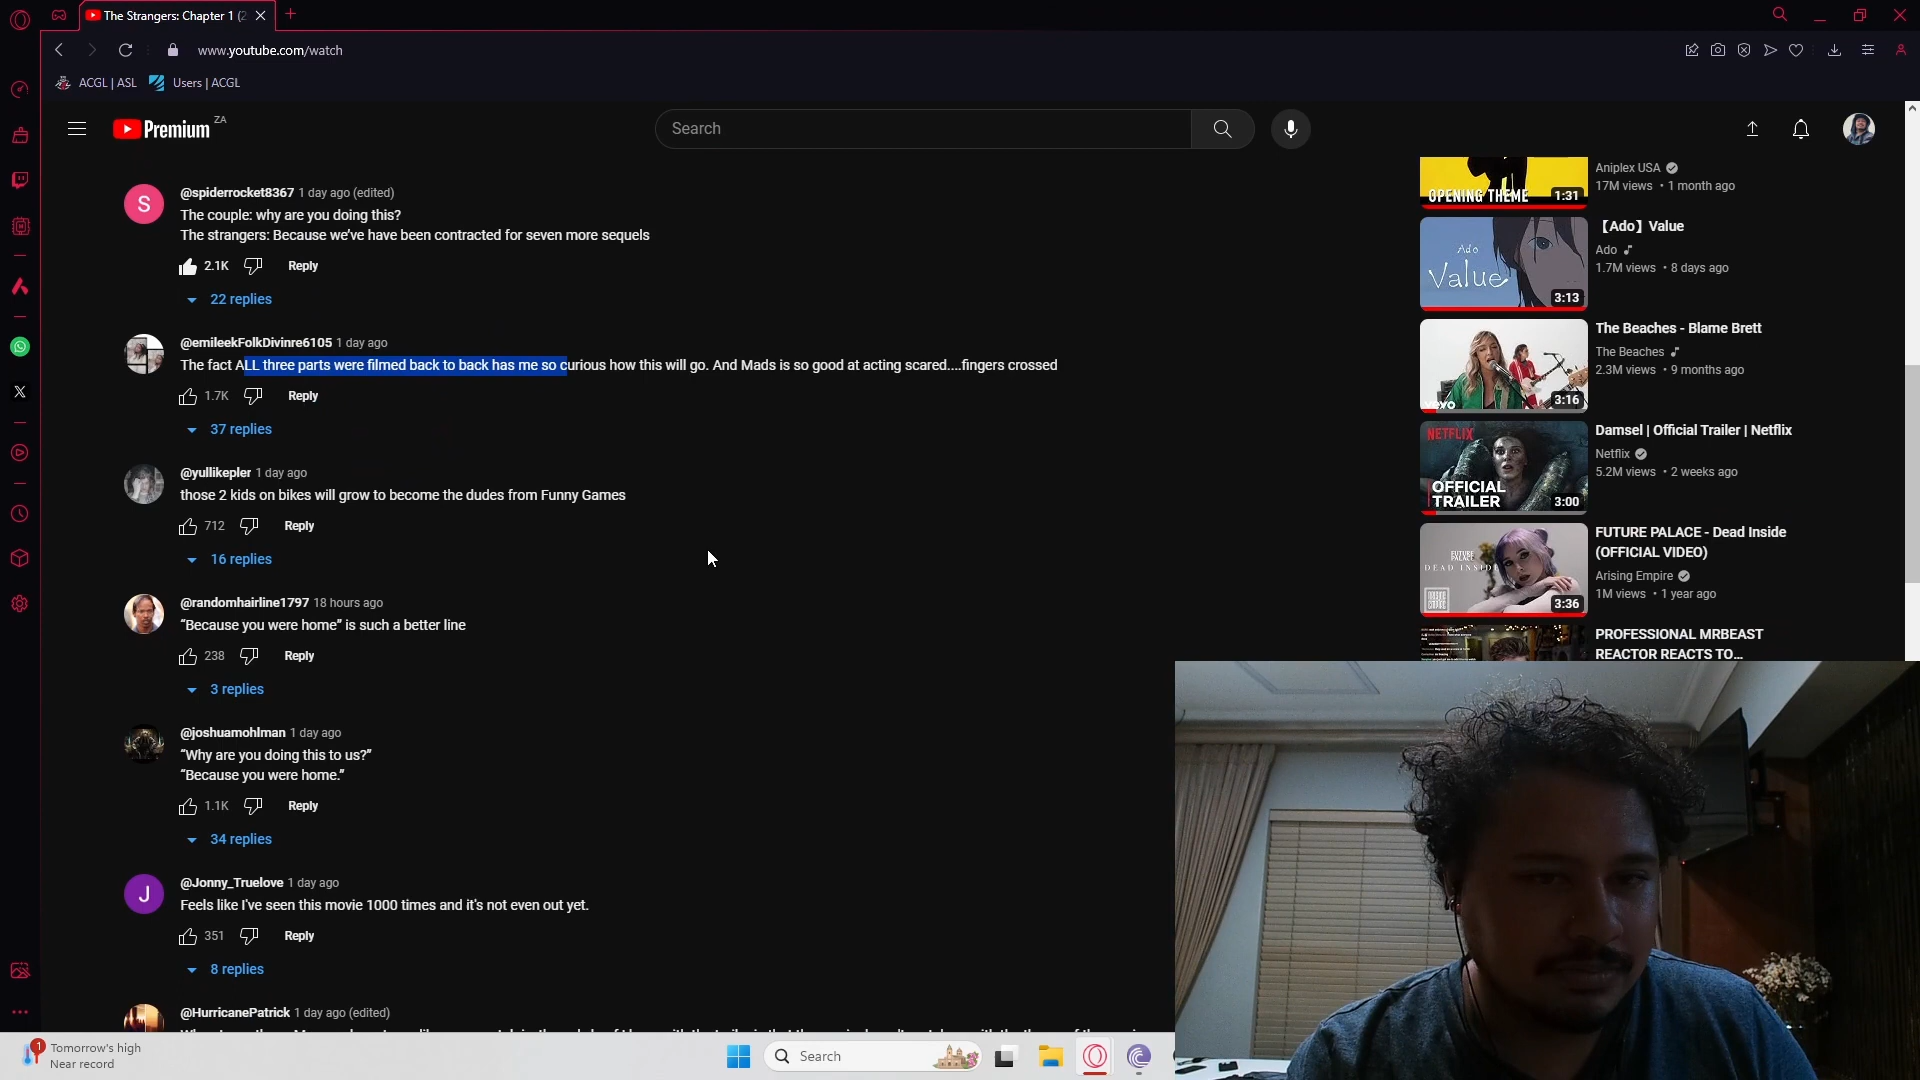 The Strangers: Chapter 1 (2
www.youtube.com/watch
ACGL | ASL
Users | ACGL
Premium
ZA
Search
@spiderrocket8367 1 day ago (edited)
The couple: why are you doing this?
The strangers: Because we've have been contracted for seven more sequels
2.1K
Reply
22 replies
@emileekFolkDivinre6105 1 day ago
The fact ALL three parts were filmed back to back has me so curious how this will go. And Mads is so good at acting scared....fingers crossed
1.7K
Reply
37 replies
@yullikepler 1 day ago
those 2 kids on bikes will grow to become the dudes from Funny Games
712
Reply
16 replies
@randomhairline1797 18 hours ago
“Because you were home” is such a better line
238
Reply
3 replies
@joshuamohlman 1 day ago
“Why are you doing this to us?”
“Because you were home.”
1.1K
Reply
34 replies
@Jonny_Truelove 1 day ago
Feels like I've seen this movie 1000 times and it's not even out yet.
351
Reply
8 replies
@HurricanePatrick 1 day ago (edited)
OPENING THEME
1:31
Aniplex USA
17M views • 1 month ago
Ado
Value
3:13
【Ado】Value
Ado
1.7M views • 8 days ago
vevo
3:16
The Beaches - Blame Brett
The Beaches
2.3M views • 9 months ago
NETFLIX
OFFICIAL
TRAILER
3:00
Damsel | Official Trailer | Netflix
Netflix
5.2M views • 2 weeks ago
FUTURE
PALACE
DEAD INSIDE
3:36
FUTURE PALACE - Dead Inside
(OFFICIAL VIDEO)
Arising Empire
1M views • 1 year ago
PROFESSIONAL MRBEAST
REACTOR REACTS TO...
1
Tomorrow's high
Near record
Search